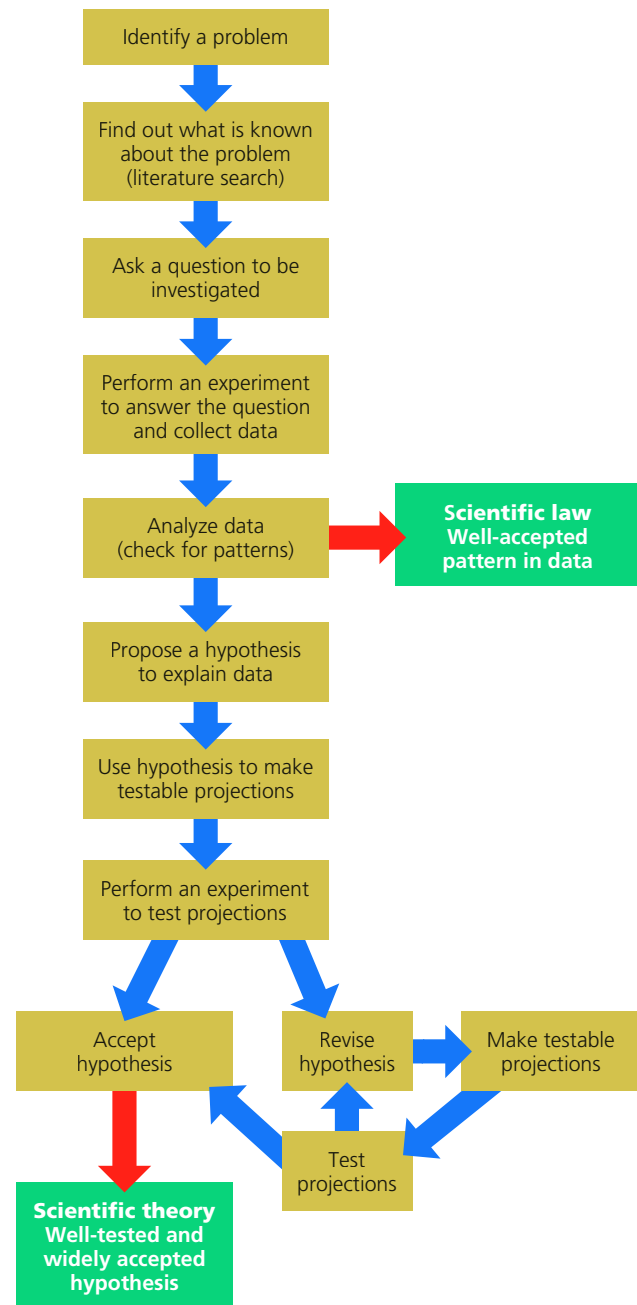 Identify a problem
Find out what is known
about the problem
(literature search)
Ask a question to be
investigated
Perform an experiment
to answer the question
and collect data
Analyze data
(check for patterns)
Scientific law
Well-accepted
pattern in data
Propose a hypothesis
to explain data
Use hypothesis to make
testable projections
Perform an experiment
to test projections
Accept
hypothesis
Revise
hypothesis
Make testable
projections
Test
projections
Scientific theory
Well-tested and
widely accepted
hypothesis